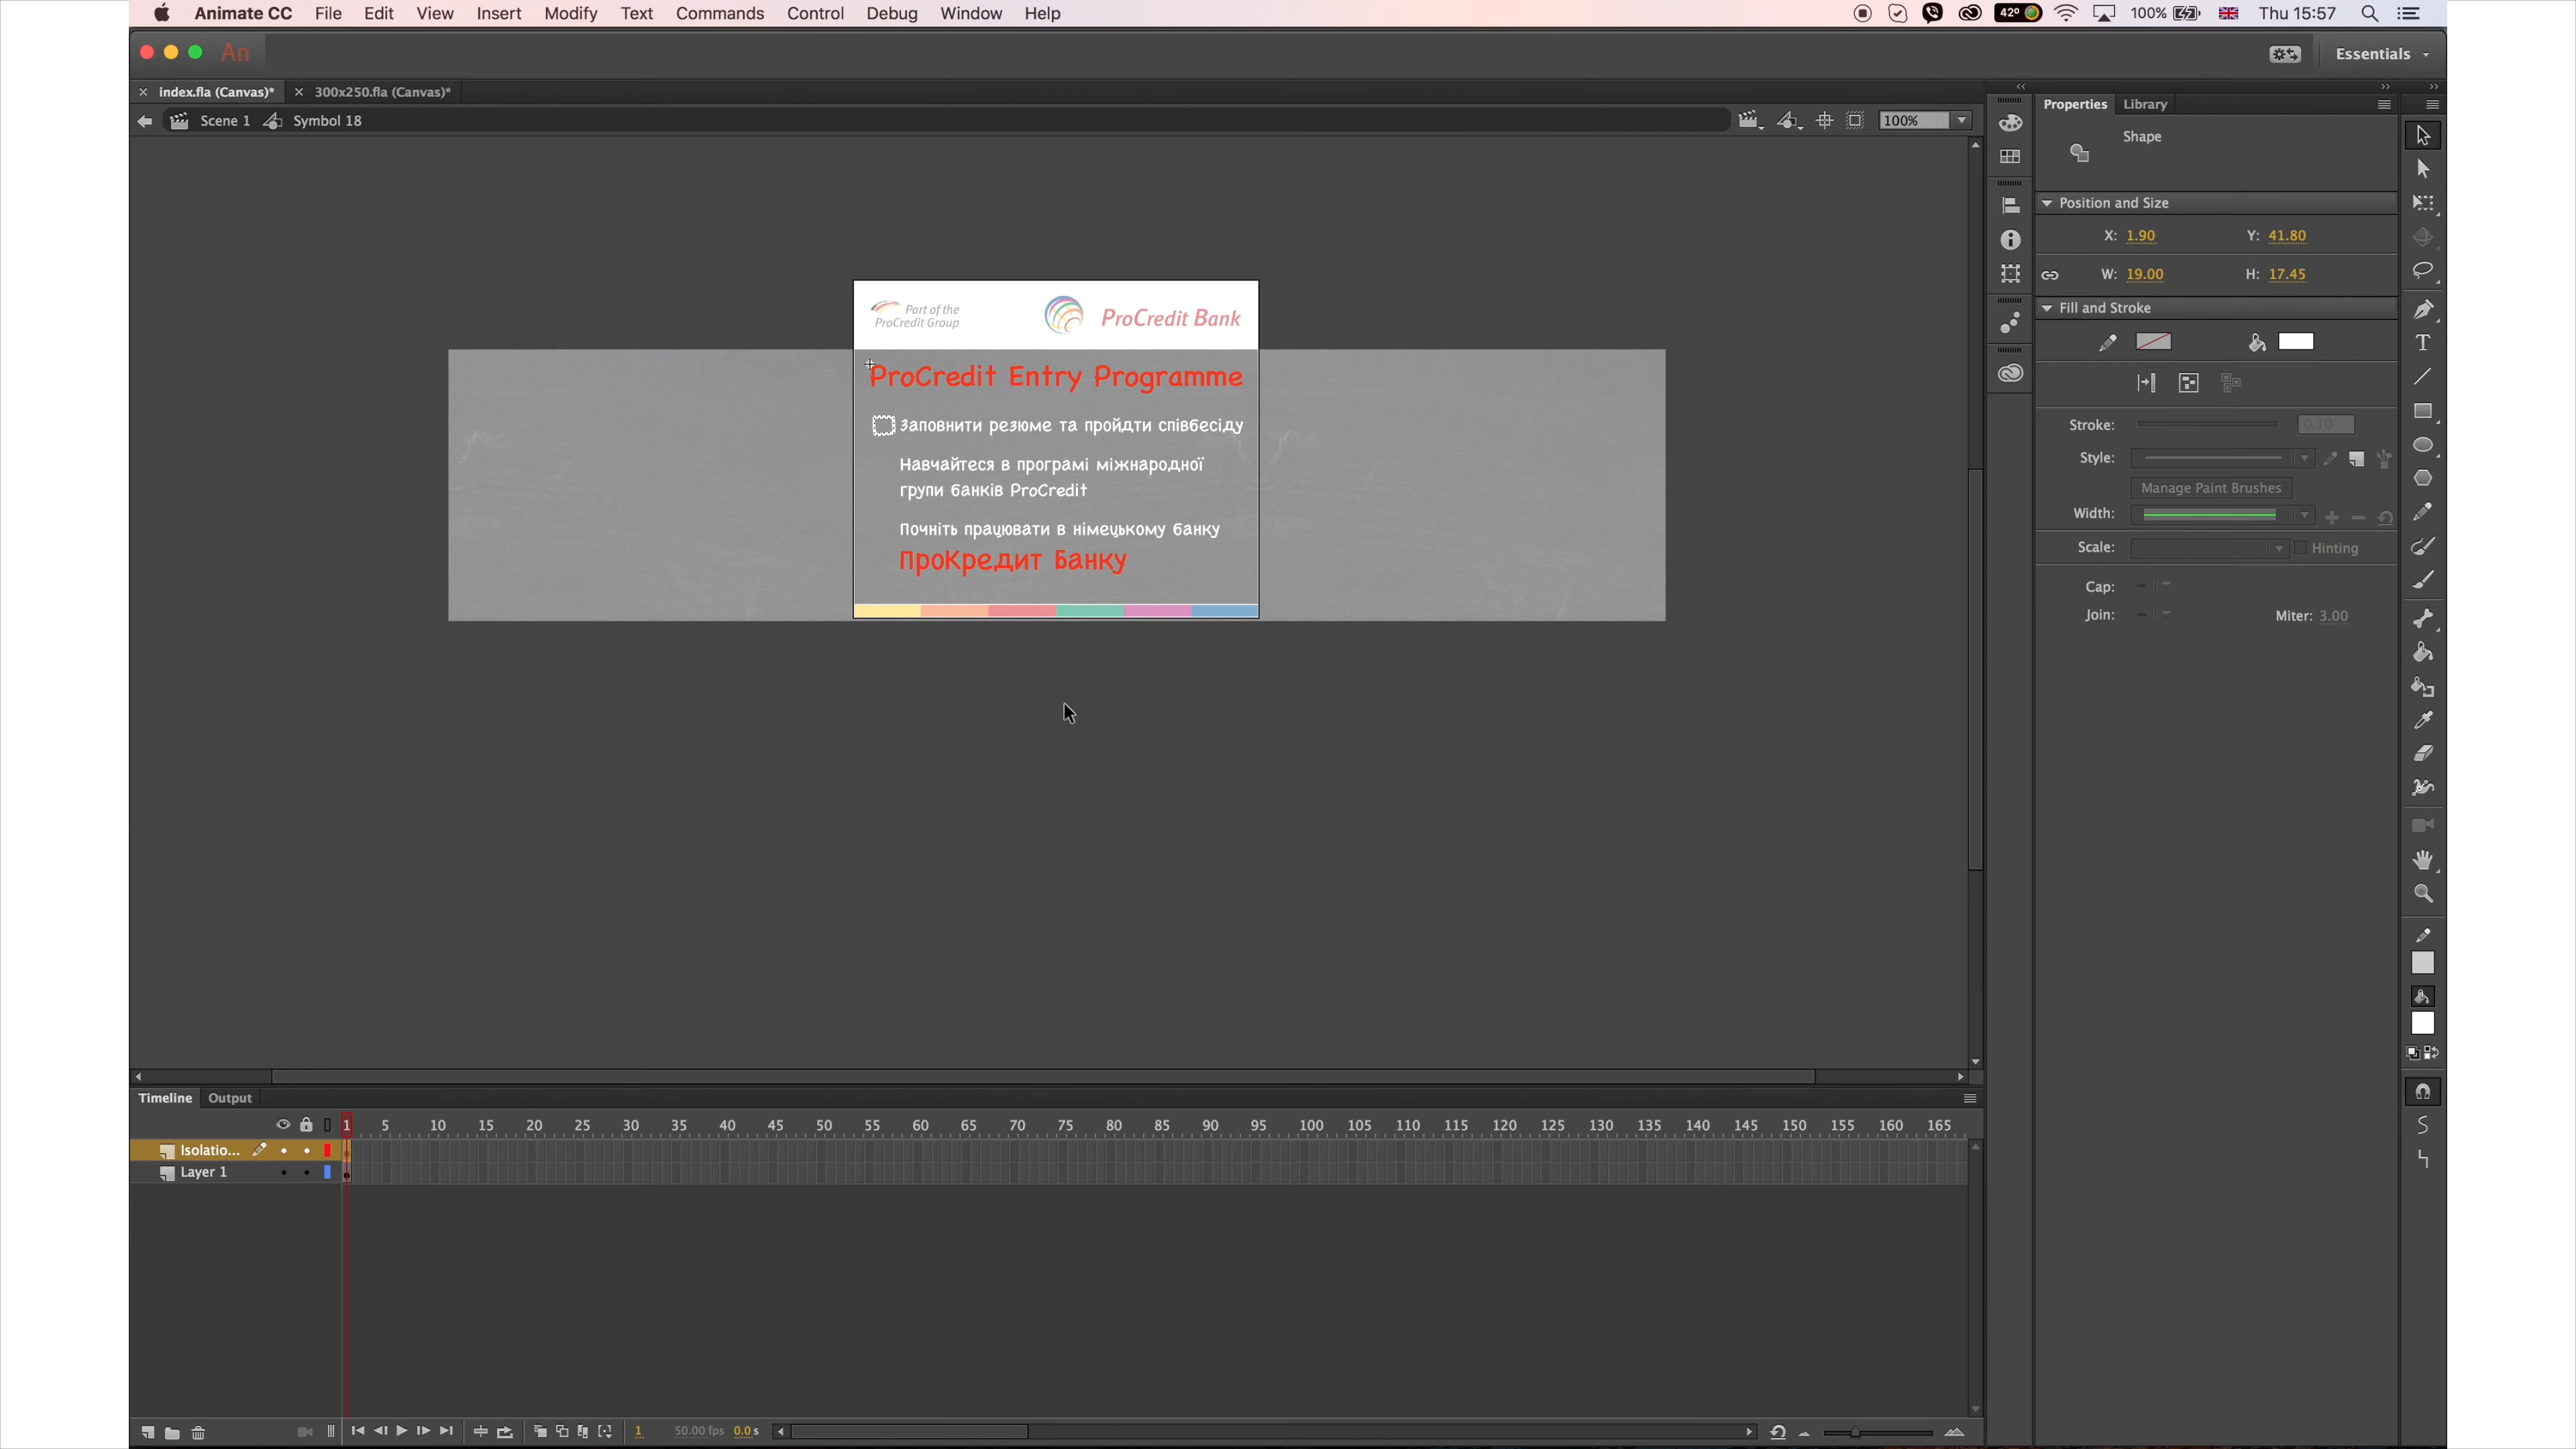 Animate CC File Edit View Insert Modify Text Commands Control Debug Window Help 42° 100% Thu 15:57
An Essentials
index.fla (Canvas)* 300x250.fla (Canvas)*
Scene 1 Symbol 18 100%
Properties Library
Shape
Position and Size
X: 1.90 Y: 41.80
W: 19.00 H: 17.45
Fill and Stroke
Stroke: 0.10
Style:
Manage Paint Brushes
Width:
Scale: Hinting
Cap:
Join: Miter: 3.00
Part of the
ProCredit Group
ProCredit Bank
ProCredit Entry Programme
Заповнити резюме та пройдти співбесіду
Навчайтеся в програмі міжнародної
групи банків ProCredit
Почніть працювати в німецькому банку
ПроКредит Банку
Timeline Output
1 5 10 15 20 25 30 35 40 45 50 55 60 65 70 75 80 85 90 95 100 105 110 115 120 125 130 135 140 145 150 155 160 165
Isolatio...
Layer 1
1 50.00 fps 0.0 s